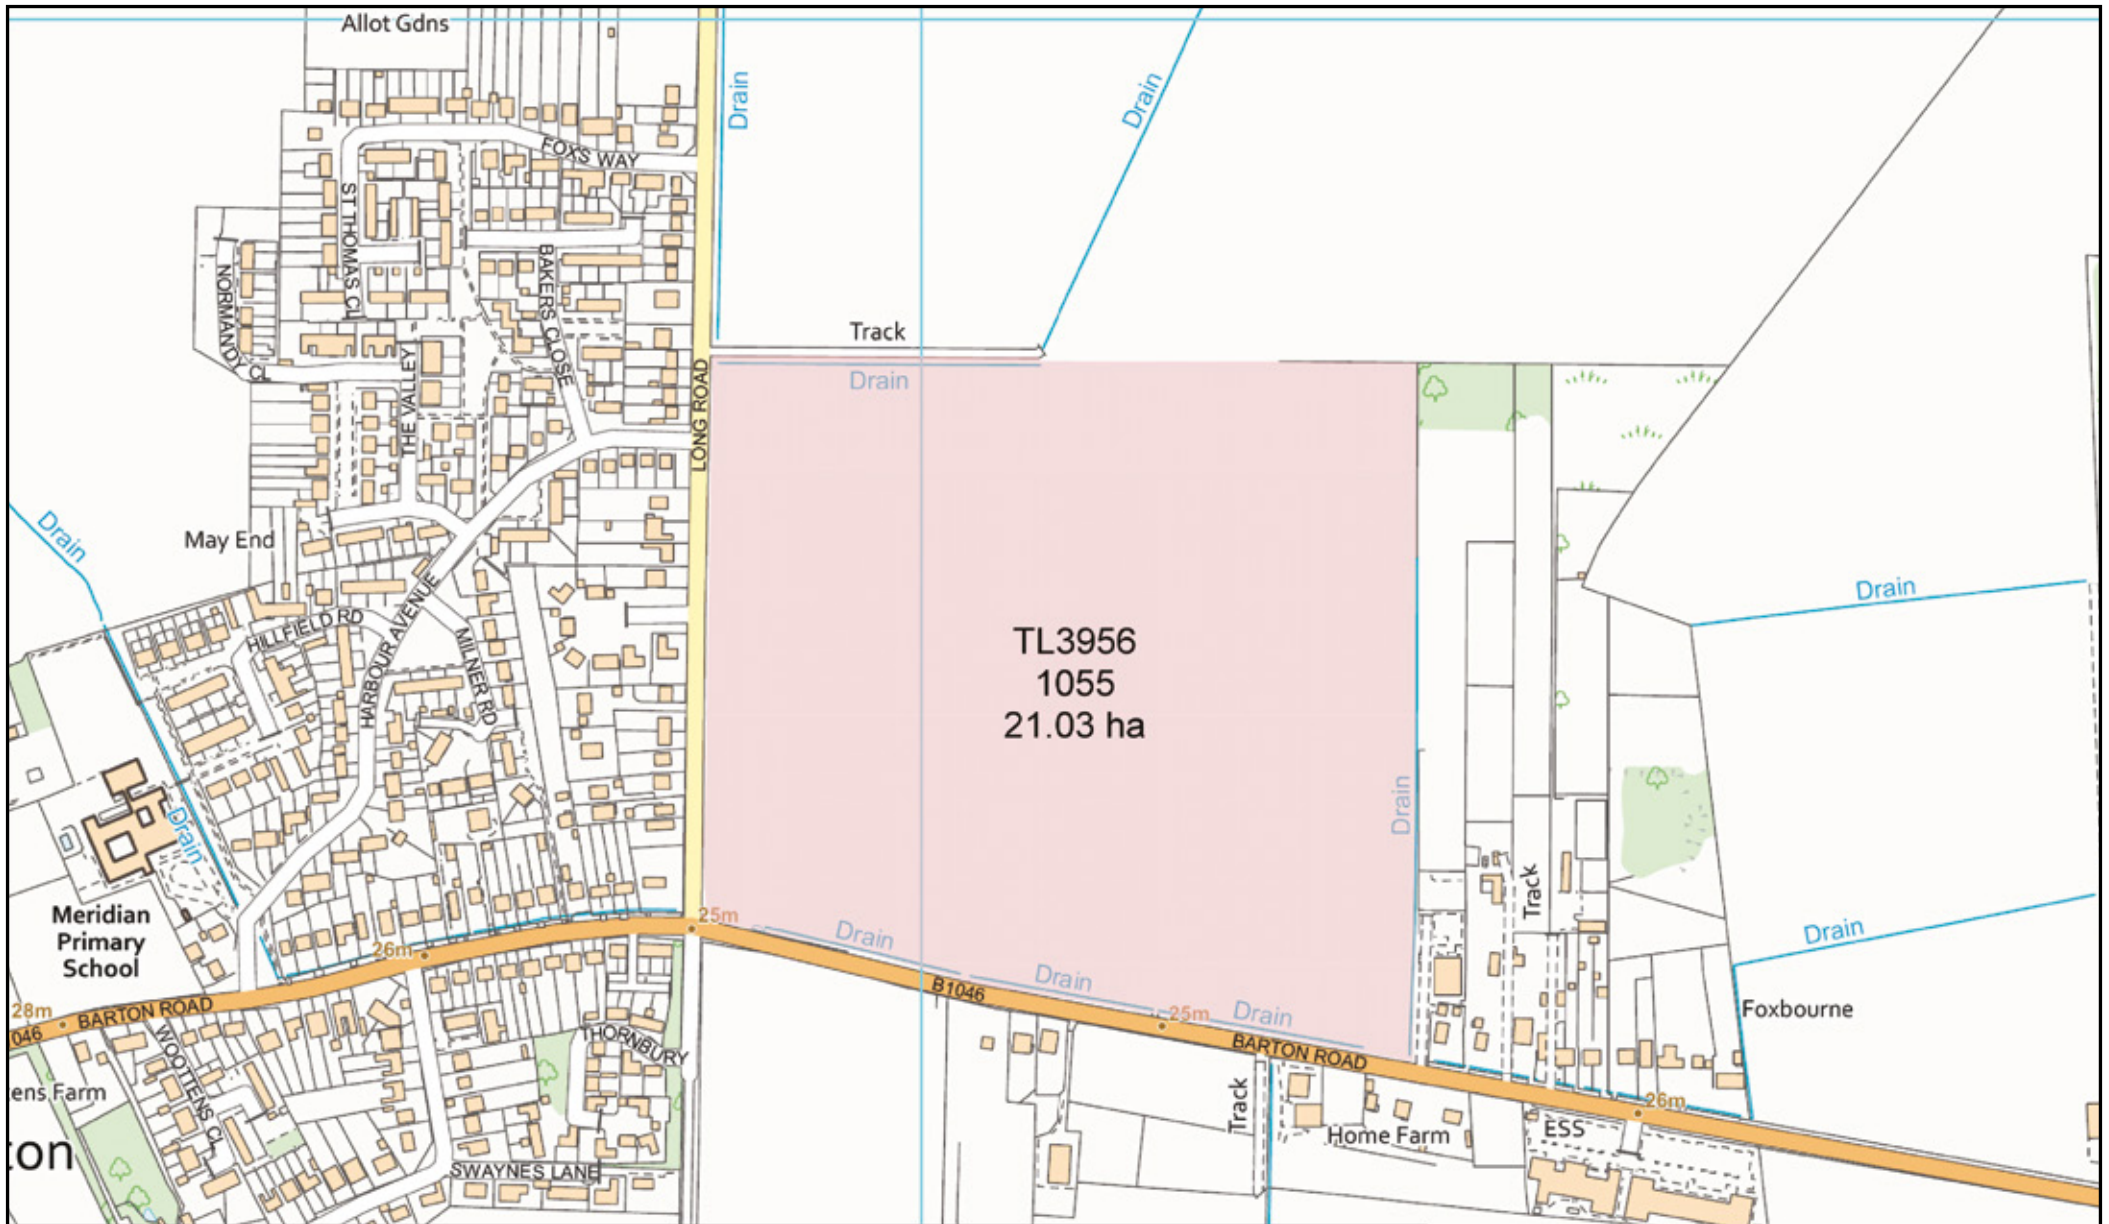 Allot Gdns
Drain
Drain
FOXS WAY
ST THOMAS CL
BAKERS CLOSE
NORMANDY CL
Track
Drain
THE VALLEY
LONG ROAD
Drain
May End
HILLFIELD RD
HARBOUR AVENUE
MILNER RD
TL3956
1055
21.03 ha
Drain
Drain
Drain
Track
Meridian
Primary
School
25m
26m
Drain
Drain
Drain
Drain
28m
046
BARTON ROAD
B1046
25m
BARTON ROAD
Foxbourne
WOOTTENS CL
THORNBURY
ens Farm
Track
Home Farm
ESS
26m
ton
SWAYNES LANE